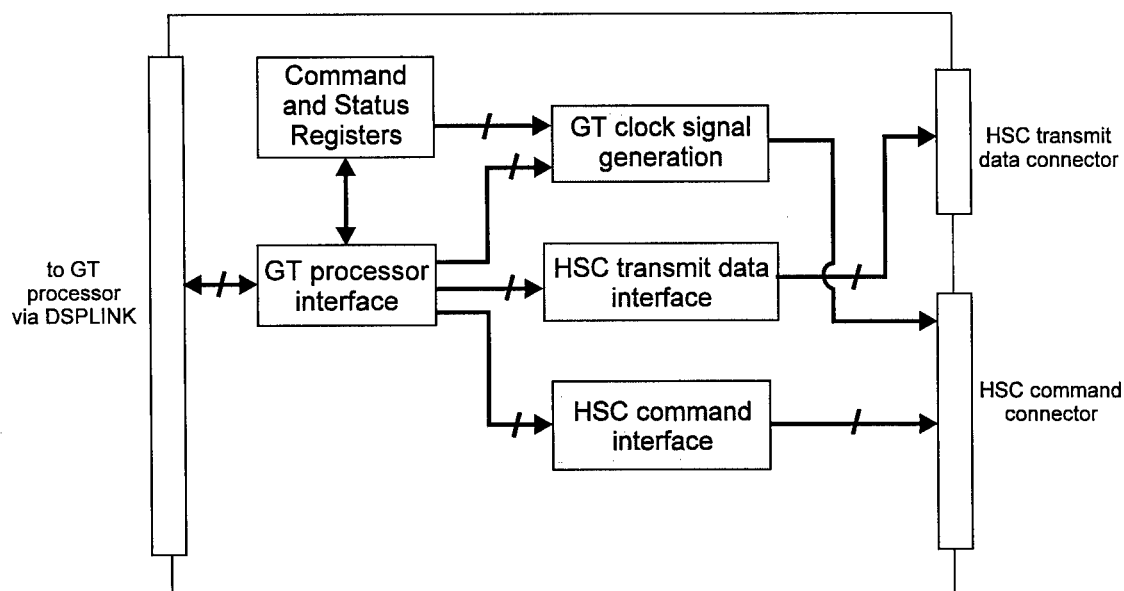 Command
and Status
Registers
GT clock signal
generation
HSC transmit
data connector
to GT
processor
via DSPLINK
GT processor
interface
HSC transmit data
interface
HSC command
interface
HSC command
connector